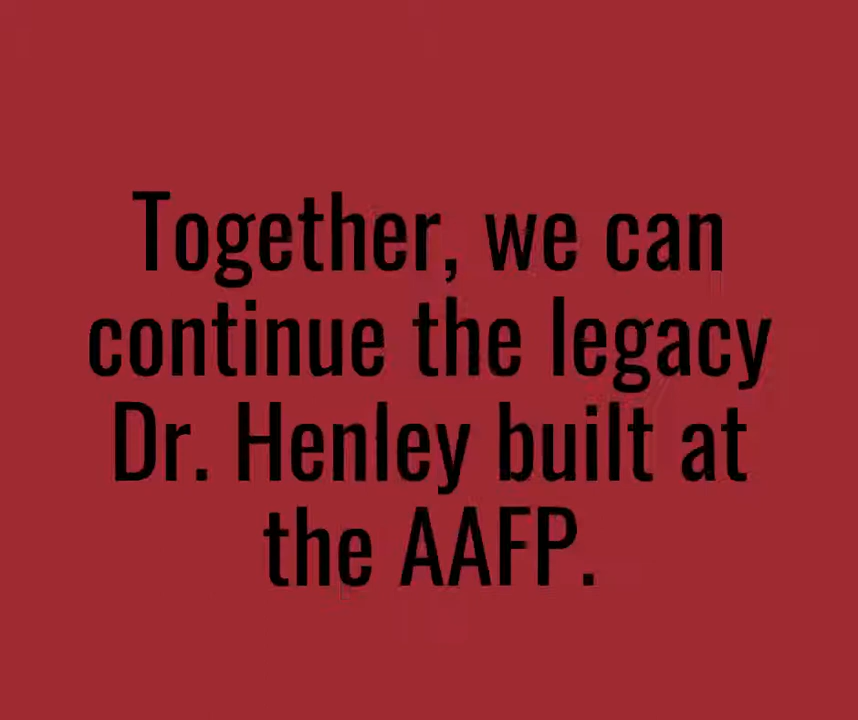 Together, we can
continue the legacy
Dr. Henley built at
the AAFP.